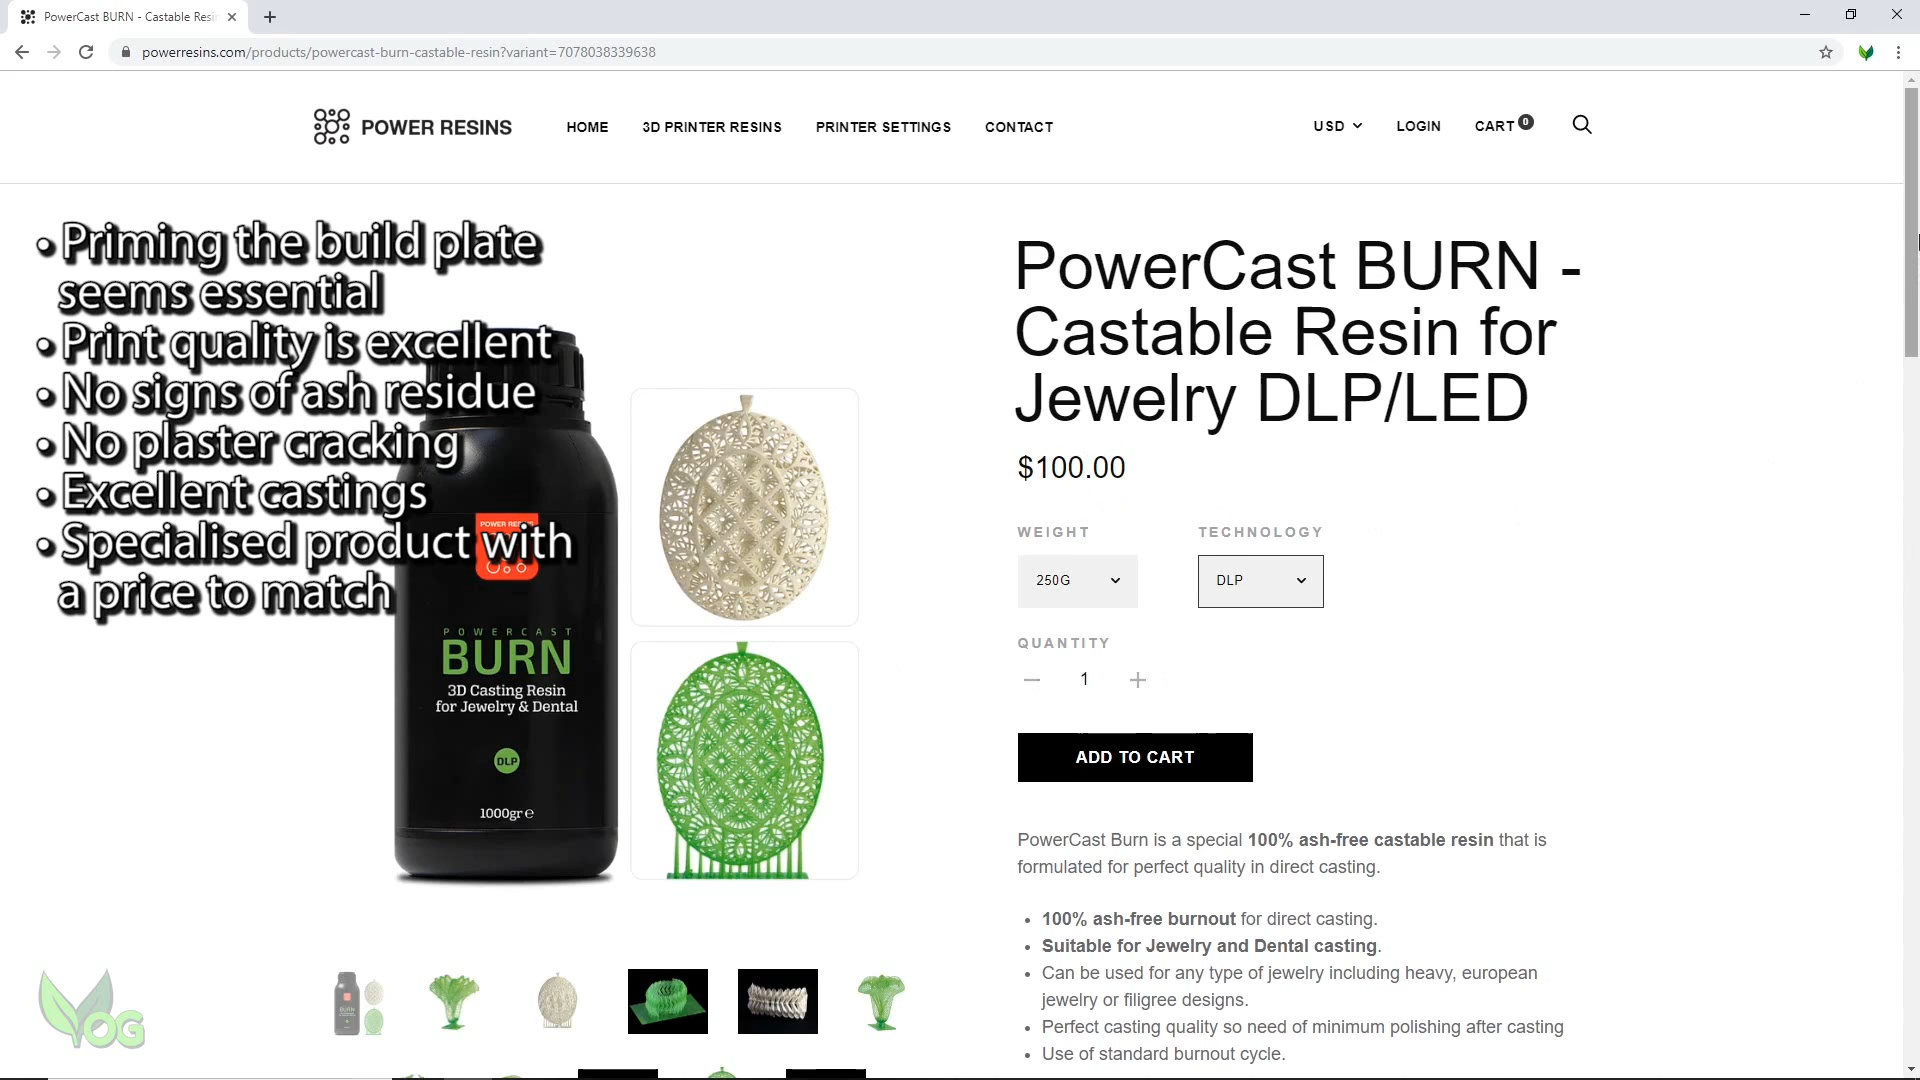 PowerCast BURN - Castable Resin
powerresins.com/products/powercast-burn-castable-resin?variant=7078038339638
POWER RESINS
HOME
3D PRINTER RESINS
PRINTER SETTINGS
CONTACT
USD
LOGIN
CART 0
• Priming the build plate
seems essential
• Print quality is excellent
• No signs of ash residue
• No plaster cracking
• Excellent castings
• Specialised product with
a price to match
POWER RESINS
POWERCAST
BURN
3D Casting Resin
for Jewelry & Dental
DLP
1000gr e
PowerCast BURN -
Castable Resin for
Jewelry DLP/LED
$100.00
WEIGHT
TECHNOLOGY
250G
DLP
QUANTITY
1
ADD TO CART
PowerCast Burn is a special 100% ash-free castable resin that is
formulated for perfect quality in direct casting.
• 100% ash-free burnout for direct casting.
• Suitable for Jewelry and Dental casting.
• Can be used for any type of jewelry including heavy, european
jewelry or filigree designs.
• Perfect casting quality so need of minimum polishing after casting
• Use of standard burnout cycle.
VOG